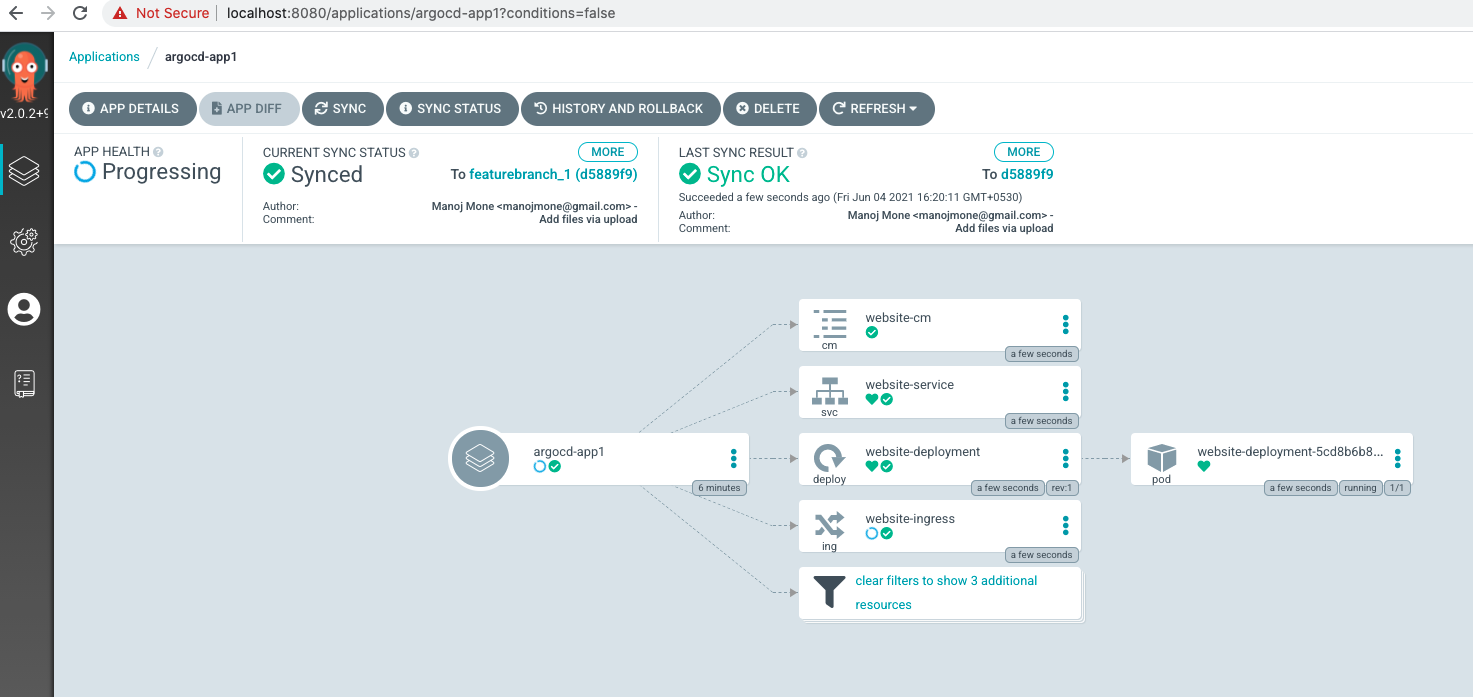 Not Secure | localhost:8080/applications/argocd-app1?conditions=false
Applications / argocd-app1
v2.0.2+9
APP DETAILS
APP DIFF
SYNC
SYNC STATUS
HISTORY AND ROLLBACK
DELETE
REFRESH
APP HEALTH
Progressing
CURRENT SYNC STATUS
MORE
Synced
To featurebranch_1 (d5889f9)
Author: Manoj Mone <manojmone@gmail.com> -
Comment: Add files via upload
LAST SYNC RESULT
MORE
Sync OK
To d5889f9
Succeeded a few seconds ago (Fri Jun 04 2021 16:20:11 GMT+0530)
Author: Manoj Mone <manojmone@gmail.com> -
Comment: Add files via upload
website-cm
cm
a few seconds
website-service
svc
a few seconds
argocd-app1
6 minutes
website-deployment
deploy
a few seconds
rev:1
website-deployment-5cd8b6b8...
pod
a few seconds
running
1/1
website-ingress
ing
a few seconds
clear filters to show 3 additional
resources